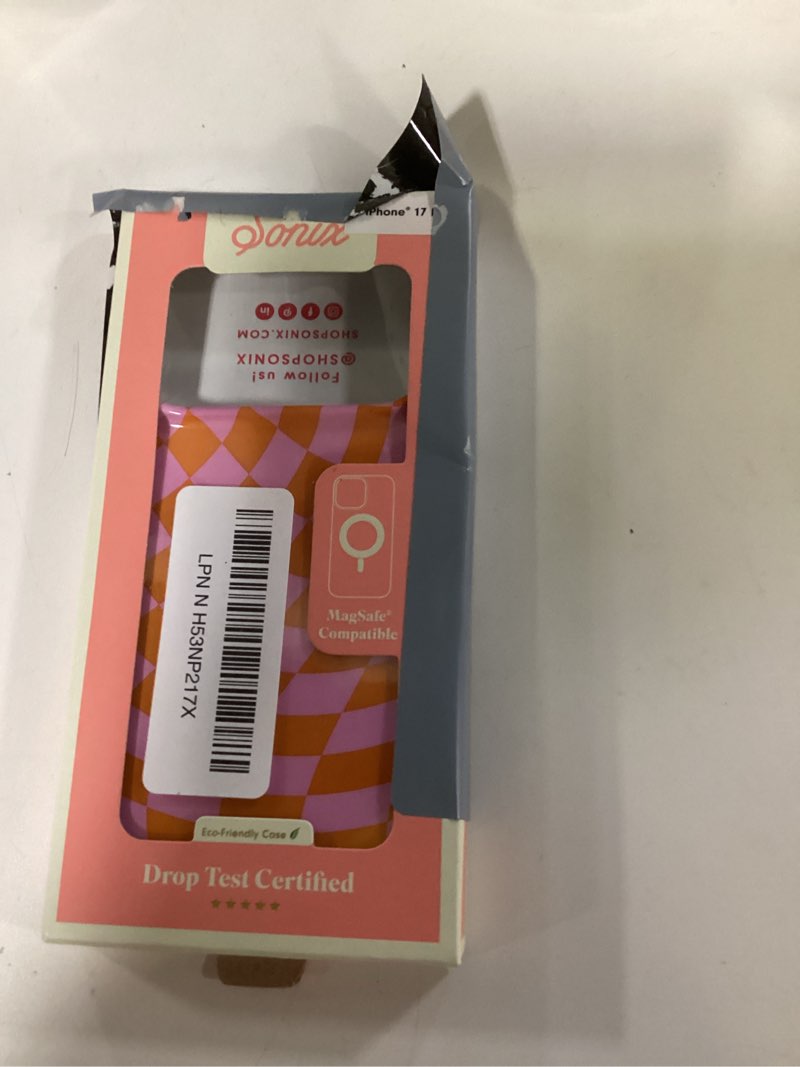 iPhone® 17
Sonix
Follow us!
@SHOPSONIX
SHOPSONIX.COM
LPN N H53NP217X
MagSafe®
Compatible
Eco-Friendly Case
Drop Test Certified